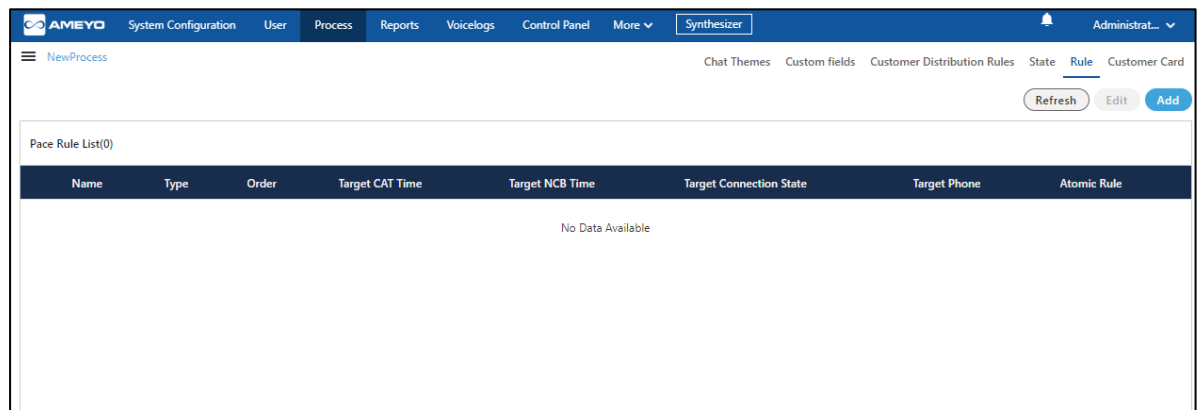 AMEYO System Configuration User Process Reports Voicelogs Control Panel More Synthesizer Administrat...
NewProcess Chat Themes Custom fields Customer Distribution Rules State Rule Customer Card
Refresh Edit Add
Pace Rule List(0)
Name Type Order Target CAT Time Target NCB Time Target Connection State Target Phone Atomic Rule
No Data Available